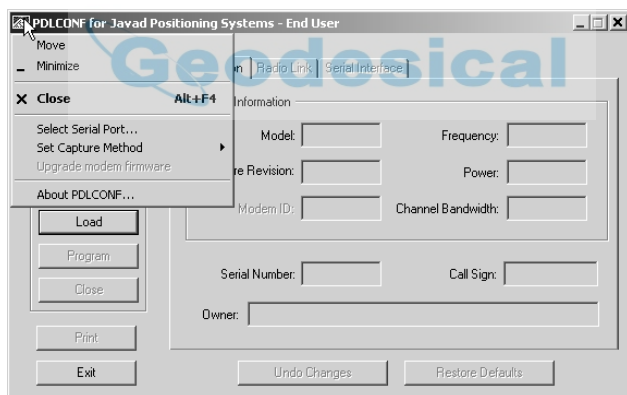 PDLCONF for Javad Positioning Systems - End User
Geodesical
Move
Minimize
Close Alt+F4
Select Serial Port...
Set Capture Method
Upgrade modem firmware
About PDLCONF...
Load
Program
Close
Print
Exit
on
Radio Link
Serial Interface
Information
Model:
Frequency:
re Revision:
Power:
Modem ID:
Channel Bandwidth:
Serial Number:
Call Sign:
Owner:
Undo Changes
Restore Defaults